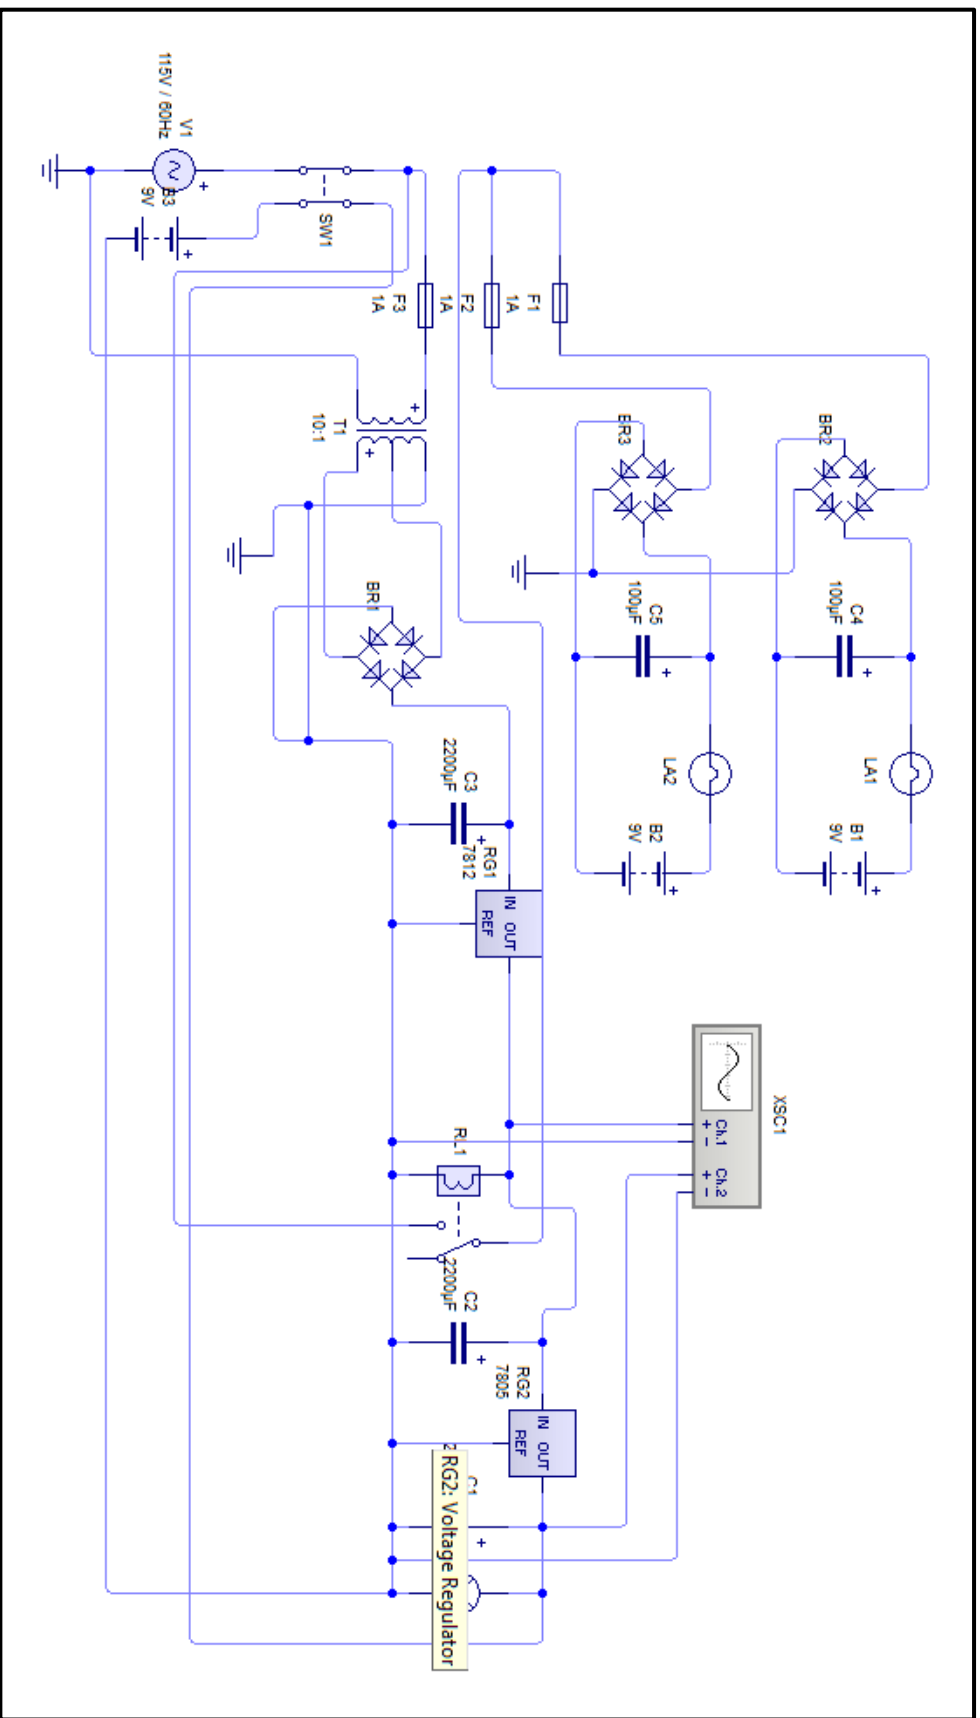 V1
115V / 60Hz
B3
9V
SW1
F1
1A
F2
1A
F3
1A
T1
10:1
BR2
BR3
BR1
C4
100µF
+
C5
100µF
+
LA1
LA2
B1
9V
+
B2
9V
+
C3
2200µF
+
RG1
7812
IN OUT
REF
XSC1
Ch.1 Ch.2
+ - + -
RL1
C2
2200µF
+
RG2
7805
IN OUT
REF
C1
2
+
RG2: Voltage Regulator